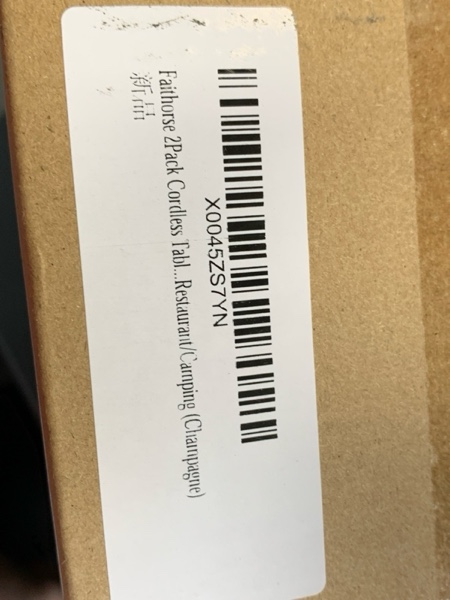 X0045ZS7YN
Faithorse 2Pack Cordless Tabl...Restaurant/Camping (Champagne)
新品